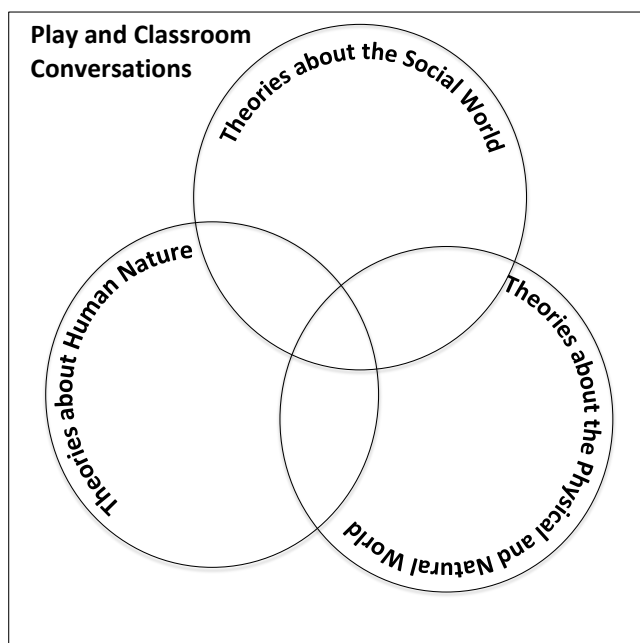 Play and Classroom
Conversations
Theories about the Social World
Theories about Human Nature
Theories about the Physical and Natural World